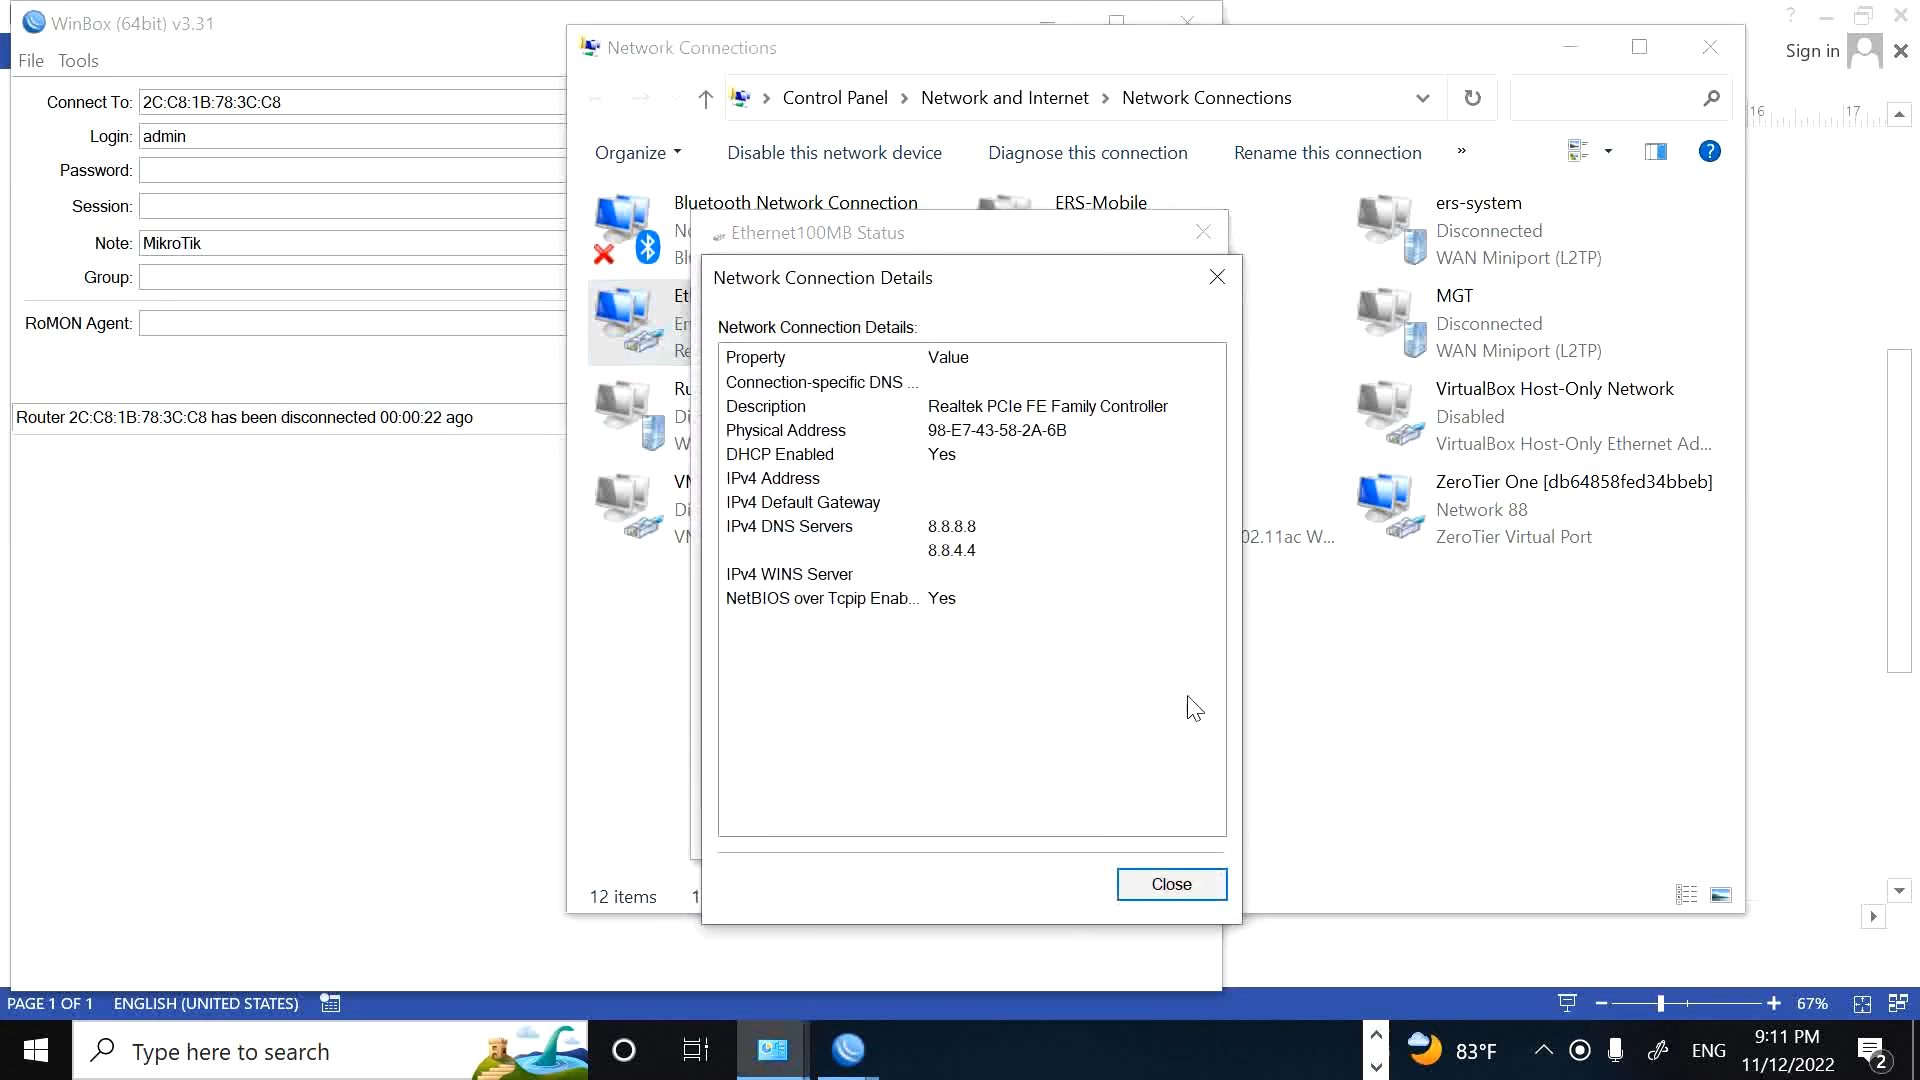 WinBox (64bit) v3.31
File Tools
Connect To: 2C:C8:1B:78:3C:C8
Login: admin
Password:
Session:
Note: MikroTik
Group:
RoMON Agent:
Router 2C:C8:1B:78:3C:C8 has been disconnected 00:00:22 ago
Network Connections
Control Panel > Network and Internet > Network Connections
Organize Disable this network device Diagnose this connection Rename this connection »
Bluetooth Network Connection
ERS-Mobile
ers-system
Disconnected
WAN Miniport (L2TP)
MGT
Disconnected
WAN Miniport (L2TP)
VirtualBox Host-Only Network
Disabled
VirtualBox Host-Only Ethernet Ad...
ZeroTier One [db64858fed34bbeb]
Network 88
ZeroTier Virtual Port
02.11ac W...
12 items
Ethernet100MB Status
Network Connection Details
Network Connection Details:
Property Value
Connection-specific DNS ...
Description Realtek PCIe FE Family Controller
Physical Address 98-E7-43-58-2A-6B
DHCP Enabled Yes
IPv4 Address
IPv4 Default Gateway
IPv4 DNS Servers 8.8.8.8
8.8.4.4
IPv4 WINS Server
NetBIOS over Tcpip Enab... Yes
Close
Sign in
16 17
PAGE 1 OF 1 ENGLISH (UNITED STATES) 67%
Type here to search
83°F ENG 9:11 PM
11/12/2022 2